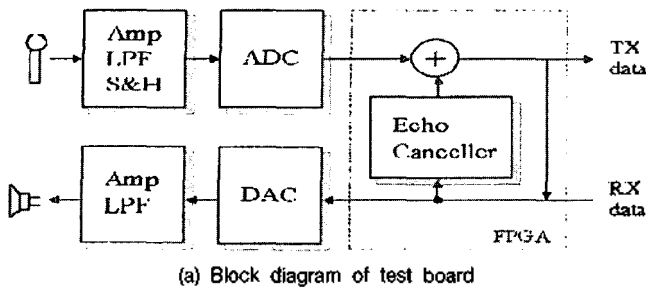 Amp
LPF
S&H
ADC
+
TX
data
Echo
Canceller
Amp
LPF
DAC
RX
data
FPGA
(a) Block diagram of test board